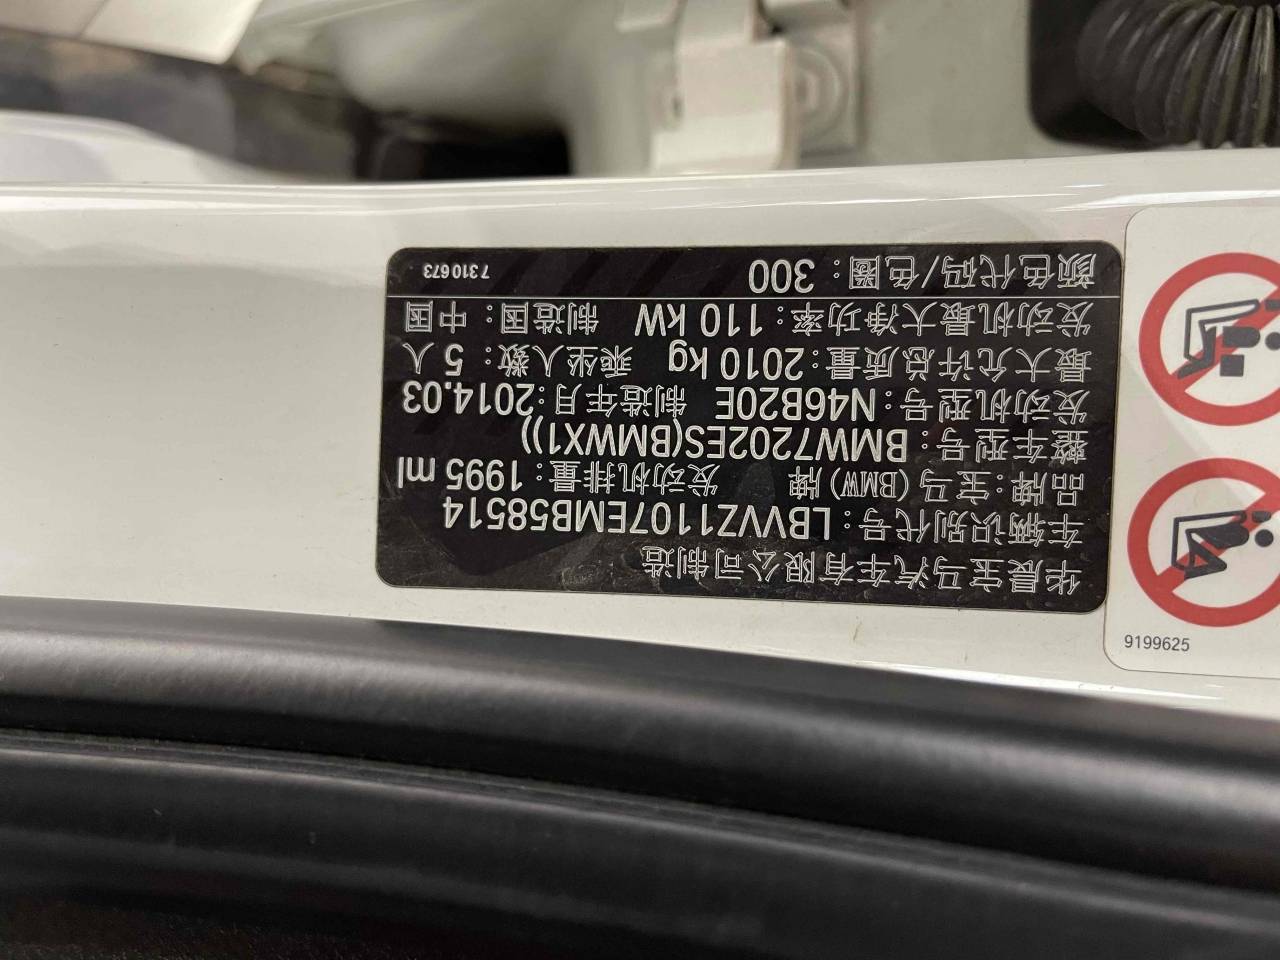 华晨宝马汽车有限公司制造
车辆识别代号：LBVVZ1107EMB58514
品牌：宝马（BMW）牌 发动机排量：1995 ml
整车型号：BMW7202ES(BMWX1))
发动机型号：N46B20E 制造年月：2014.03
最大允许总质量：2010 kg 乘坐人数：5 人
发动机最大净功率：110 kW 制造国：中国
颜色代码/色圈：300
7310673
9199625